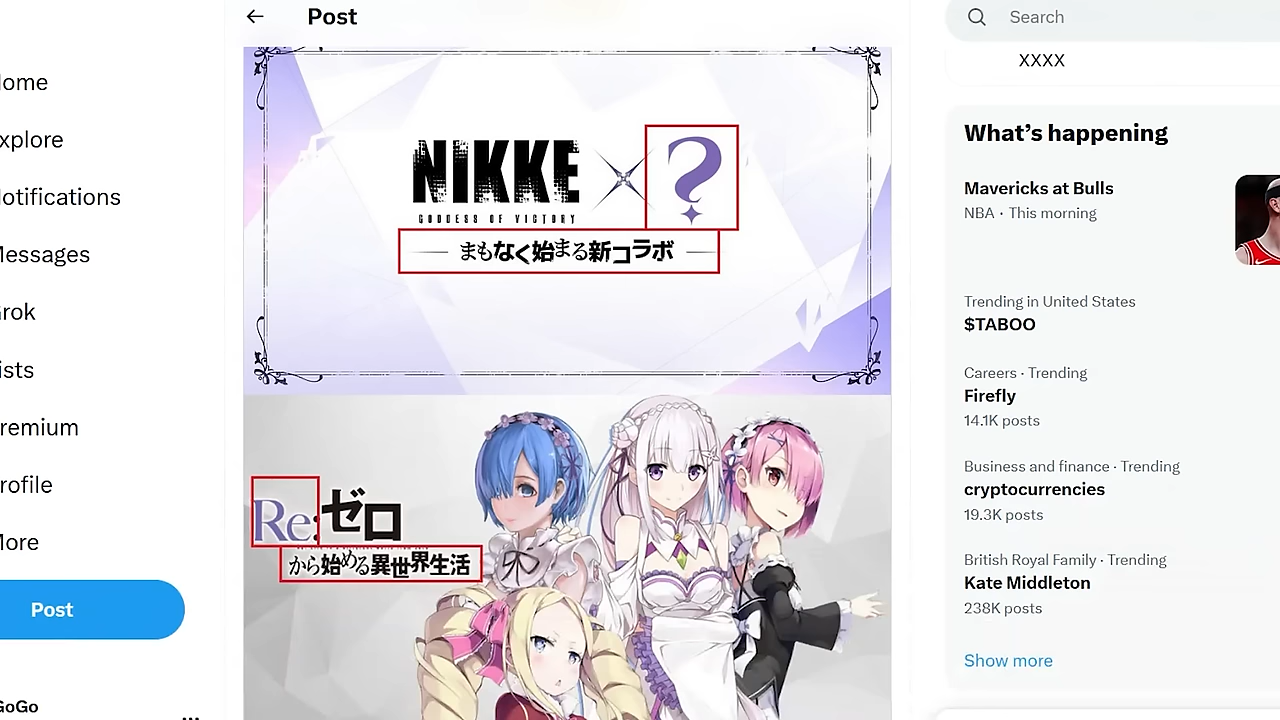 Post
Search
XXXX
ome
xplore
otifications
essages
rok
ists
remium
rofile
ore
Post
GoGo
NIKKE
GODDESS OF VICTORY
?
まもなく始まる新コラボ
Re:ゼロ
から始める異世界生活
What's happening
Mavericks at Bulls
NBA · This morning
Trending in United States
$TABOO
Careers · Trending
Firefly
14.1K posts
Business and finance · Trending
cryptocurrencies
19.3K posts
British Royal Family · Trending
Kate Middleton
238K posts
Show more